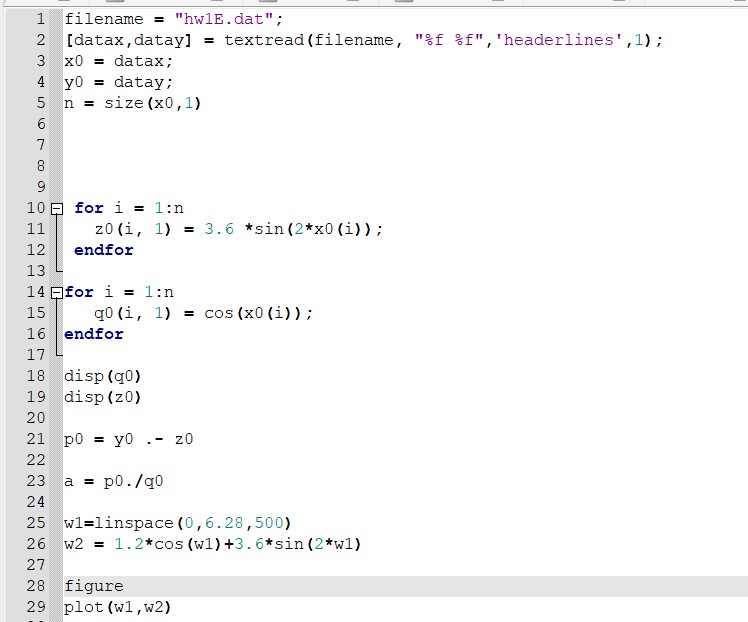 1 filename = "hw1E.dat";
2 [datax,datay] = textread(filename, "%f %f",'headerlines',1);
3 x0 = datax;
4 y0 = datay;
5 n = size(x0,1)
6
7
8
9
10 for i = 1:n
11 z0(i, 1) = 3.6 *sin(2*x0(i));
12 endfor
13
14 for i = 1:n
15 q0(i, 1) = cos(x0(i));
16 endfor
17
18 disp(q0)
19 disp(z0)
20
21 p0 = y0 .- z0
22
23 a = p0./q0
24
25 w1=linspace(0,6.28,500)
26 w2 = 1.2*cos(w1)+3.6*sin(2*w1)
27
28 figure
29 plot(w1,w2)